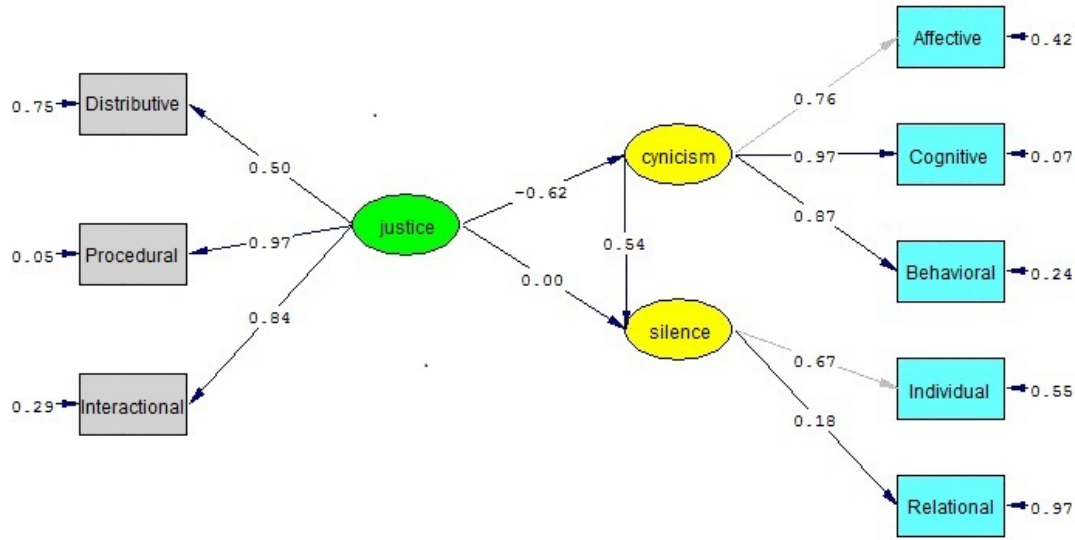 Affective
0.42
Distributive
0.75
0.76
cynicism
0.97
Cognitive
0.07
0.50
-0.62
justice
0.87
Procedural
0.97
0.05
0.54
Behavioral
0.24
0.00
0.84
silence
0.67
Individual
0.55
Interactional
0.29
0.18
Relational
0.97